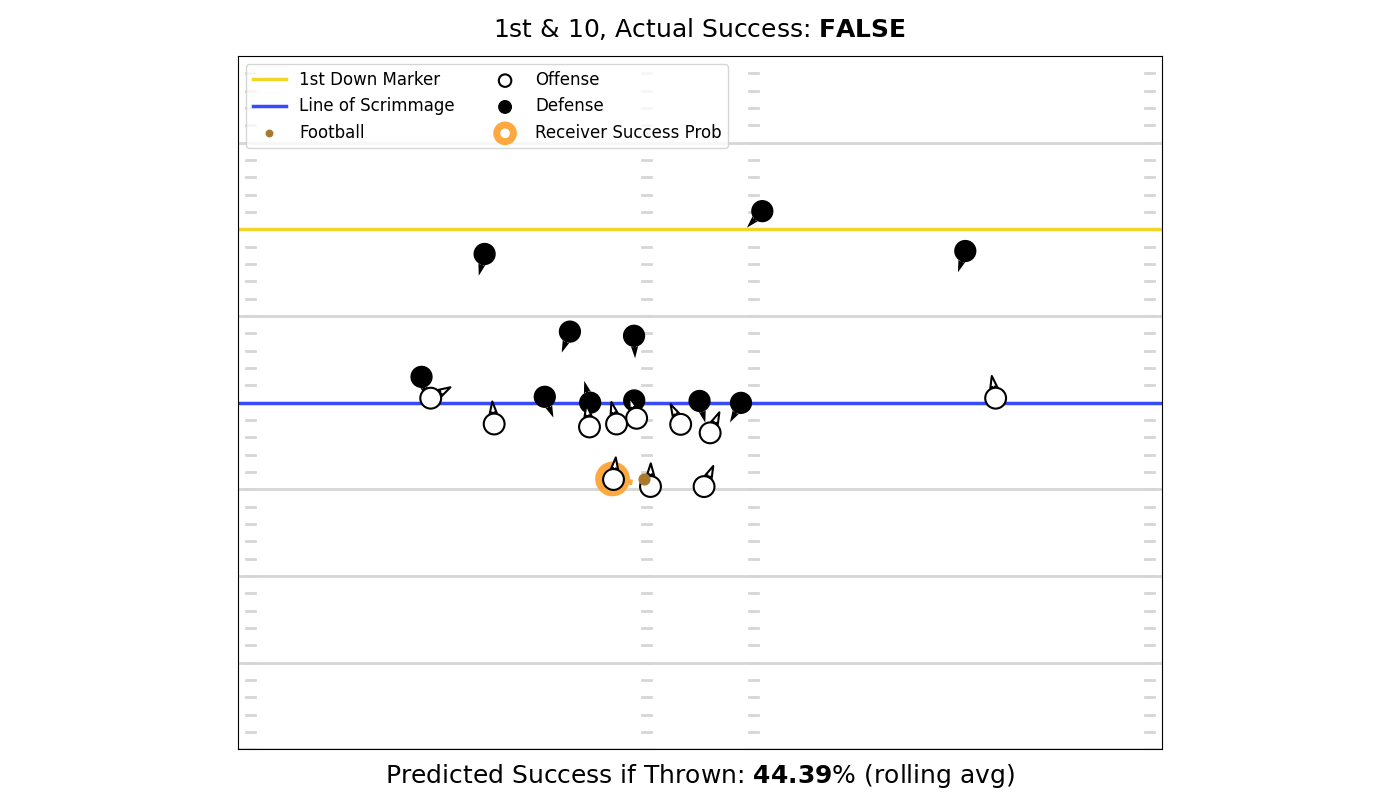 1st & 10, Actual Success: FALSE
1st Down Marker
Line of Scrimmage
Football
Offense
Defense
Receiver Success Prob
Predicted Success if Thrown: 44.39% (rolling avg)